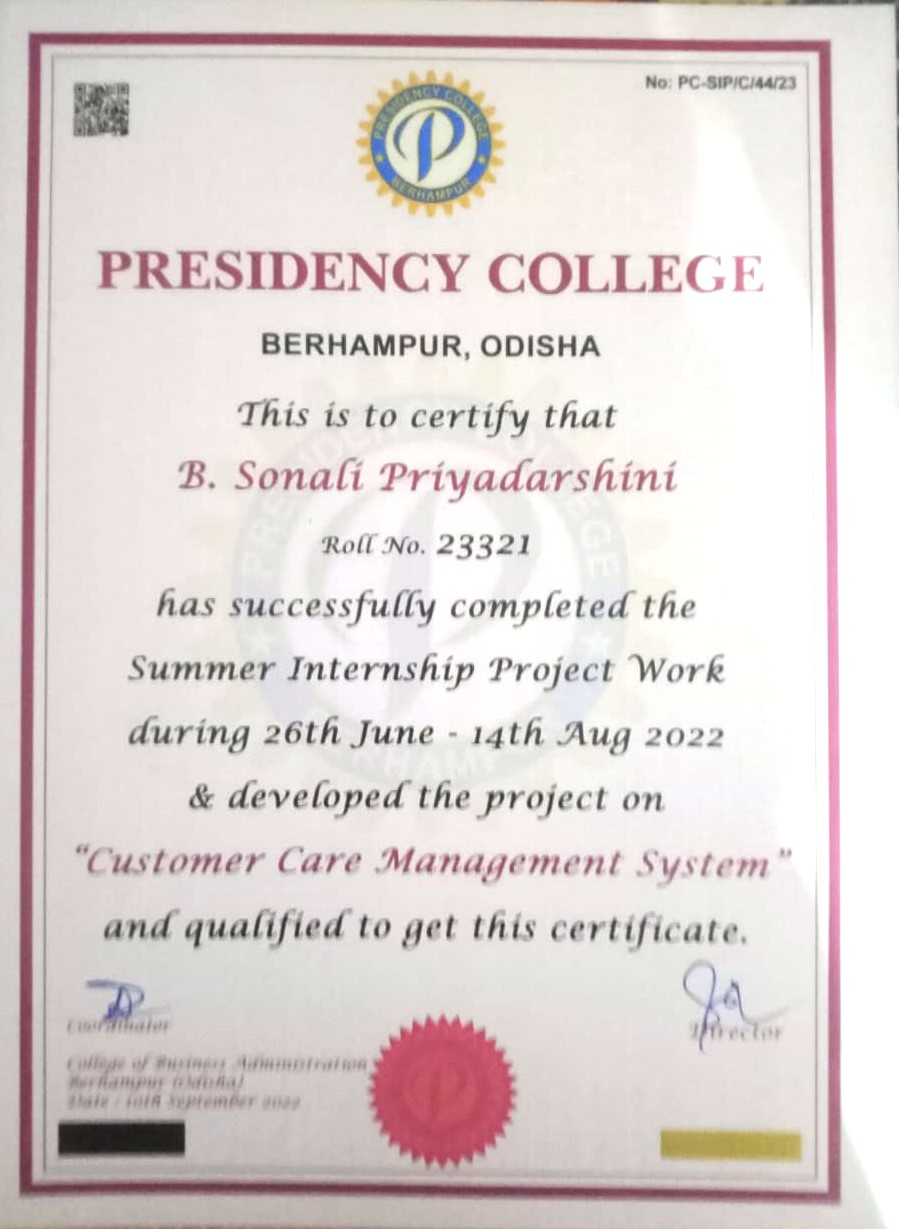 No: PC-SIP/C/44/23
PRESIDENCY COLLEGE
BERHAMPUR
PRESIDENCY COLLEGE
BERHAMPUR, ODISHA
This is to certify that
B. Sonali Priyadarshini
Roll No. 23321
has successfully completed the
Summer Internship Project Work
during 26th June - 14th Aug 2022
& developed the project on
"Customer Care Management System"
and qualified to get this certificate.
Coordinator
Director
College of Business Administration
Berhampur (Odisha)
Date : 10th September 2022